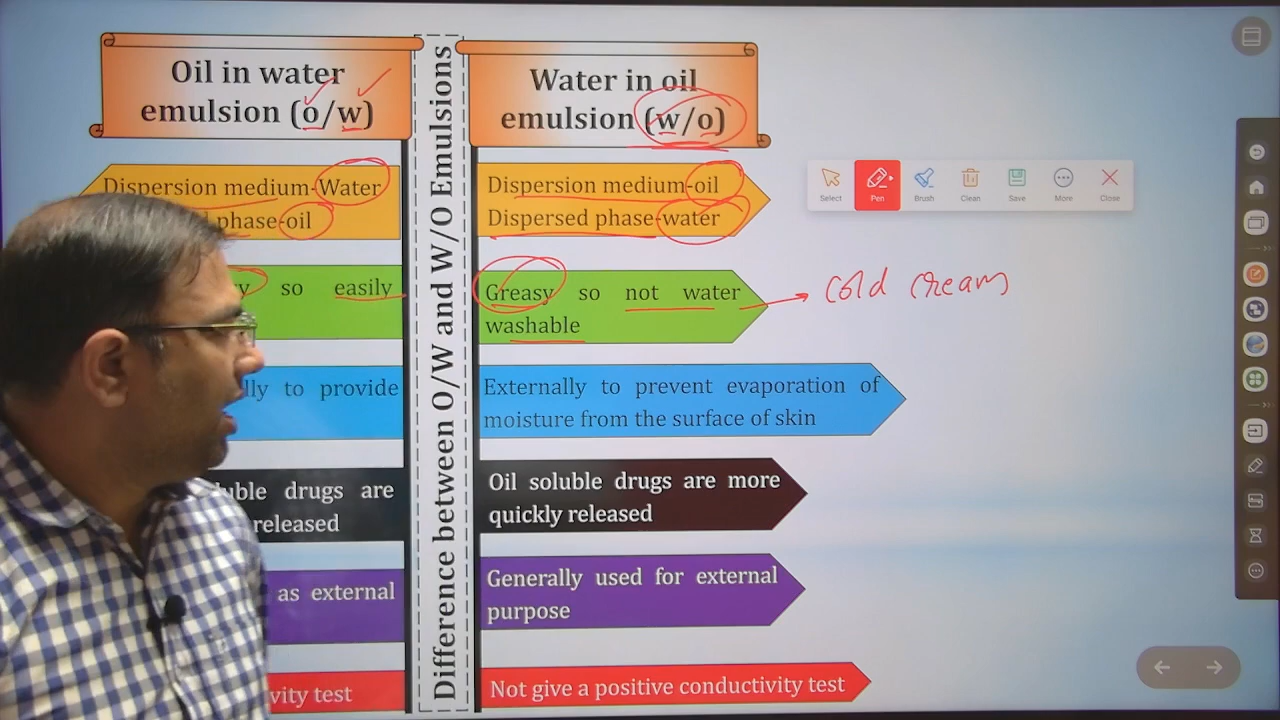 Oil in water
emulsion (o/w)
Dispersion medium-Water
phase-oil
so easily
to provide
drugs are
released
as external
test
Difference between O/W and W/O Emulsions
Water in oil
emulsion (w/o)
Dispersion medium-oil
Dispersed phase-water
Greasy so not water
washable
cold cream
Externally to prevent evaporation of
moisture from the surface of skin
Oil soluble drugs are more
quickly released
Generally used for external
purpose
Not give a positive conductivity test
Select Pen Brush Clean Save More Close